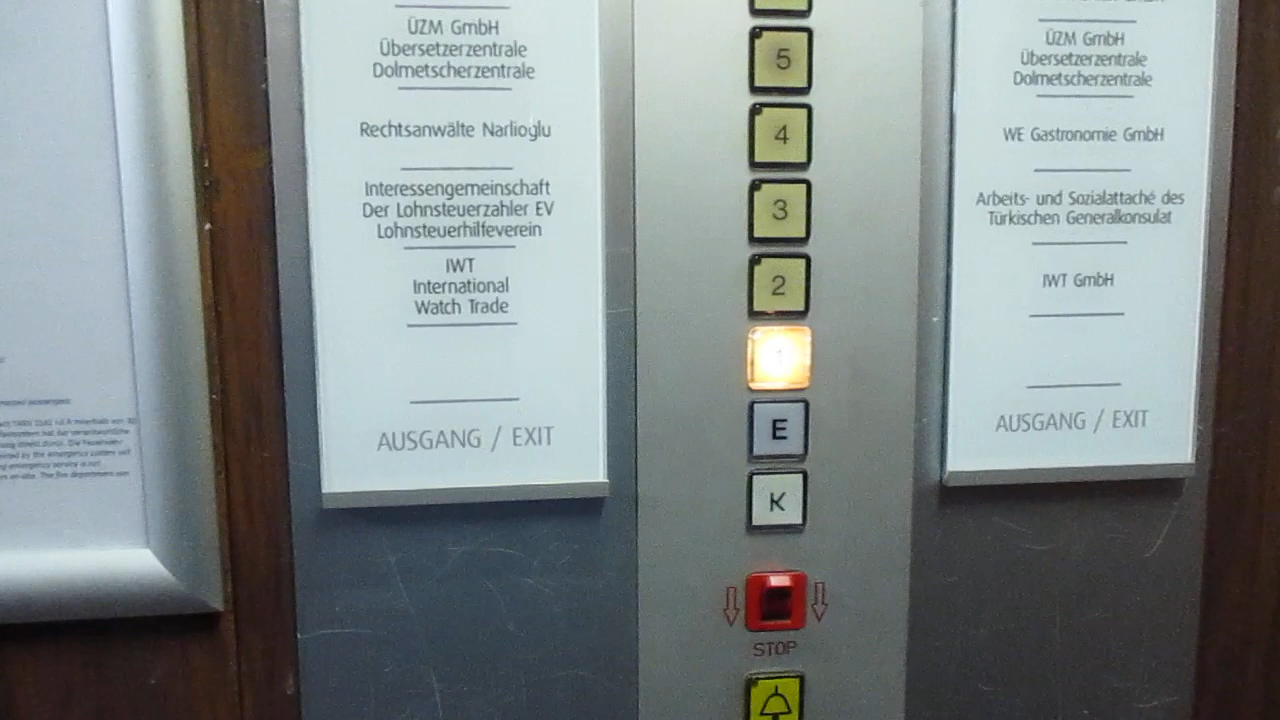 ÜZM GmbH
Übersetzerzentrale
Dolmetscherzentrale
Rechtsanwälte Narlioglu
Interessengemeinschaft
Der Lohnsteuerzahler EV
Lohnsteuerhilfeverein
IWT
International
Watch Trade
AUSGANG / EXIT
5
4
3
2
1
E
K
STOP
ÜZM GmbH
Übersetzerzentrale
Dolmetscherzentrale
WE Gastronomie GmbH
Arbeits- und Sozialattaché des
Türkischen Generalkonsulat
IWT GmbH
AUSGANG / EXIT